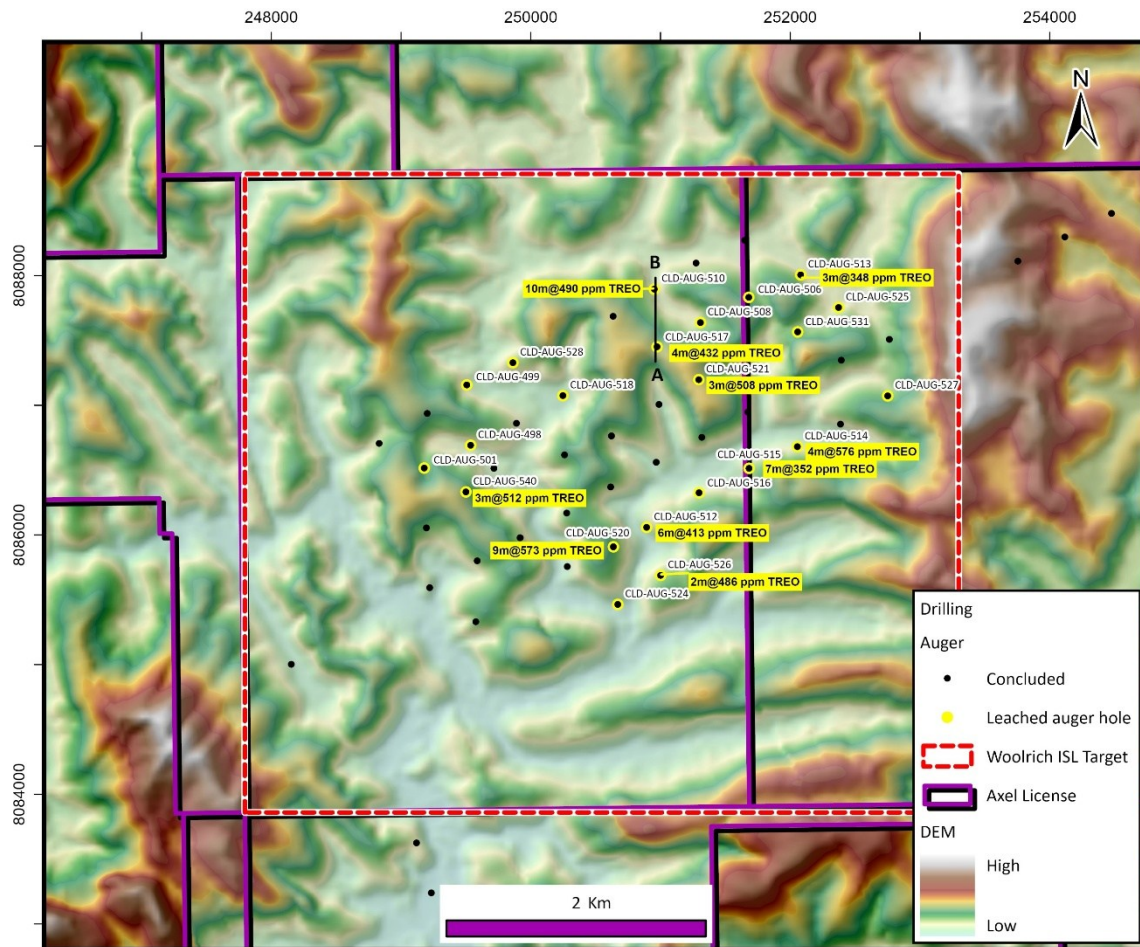 248000
250000
252000
254000
N
8088000
8086000
8084000
CLD-AUG-513
3m@348 ppm TREO
B
CLD-AUG-510
10m@490 ppm TREO
CLD-AUG-506
CLD-AUG-525
CLD-AUG-508
CLD-AUG-531
CLD-AUG-517
4m@432 ppm TREO
A
CLD-AUG-528
CLD-AUG-521
3m@508 ppm TREO
CLD-AUG-499
CLD-AUG-518
CLD-AUG-527
CLD-AUG-498
CLD-AUG-514
4m@576 ppm TREO
CLD-AUG-515
7m@352 ppm TREO
CLD-AUG-501
CLD-AUG-540
3m@512 ppm TREO
CLD-AUG-516
CLD-AUG-512
6m@413 ppm TREO
CLD-AUG-520
9m@573 ppm TREO
CLD-AUG-526
2m@486 ppm TREO
CLD-AUG-524
Drilling
Auger
Concluded
Leached auger hole
Woolrich ISL Target
Axel License
DEM
High
Low
2 Km